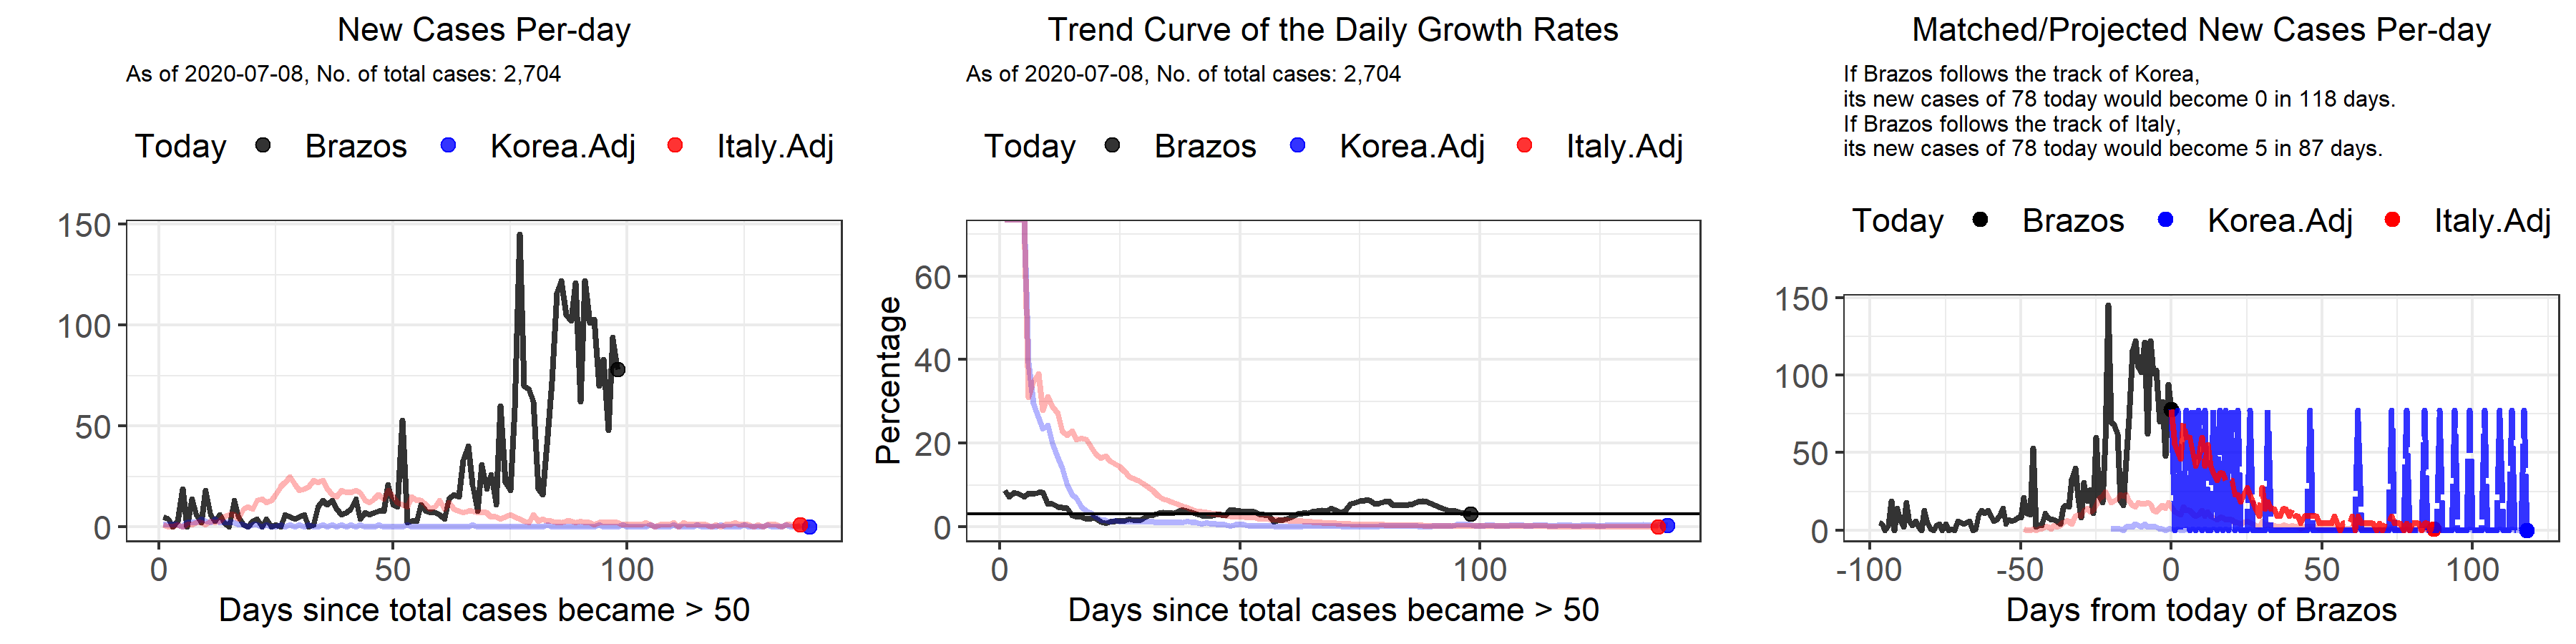 New Cases Per-day
As of 2020-07-08, No. of total cases: 2,704
Today Brazos Korea.Adj Italy.Adj
150
100
50
0
0 50 100
Days since total cases became > 50
Trend Curve of the Daily Growth Rates
As of 2020-07-08, No. of total cases: 2,704
Today Brazos Korea.Adj Italy.Adj
Percentage
60
40
20
0
0 50 100
Days since total cases became > 50
Matched/Projected New Cases Per-day
If Brazos follows the track of Korea,
its new cases of 78 today would become 0 in 118 days.
If Brazos follows the track of Italy,
its new cases of 78 today would become 5 in 87 days.
Today Brazos Korea.Adj Italy.Adj
150
100
50
0
-100 -50 0 50 100
Days from today of Brazos